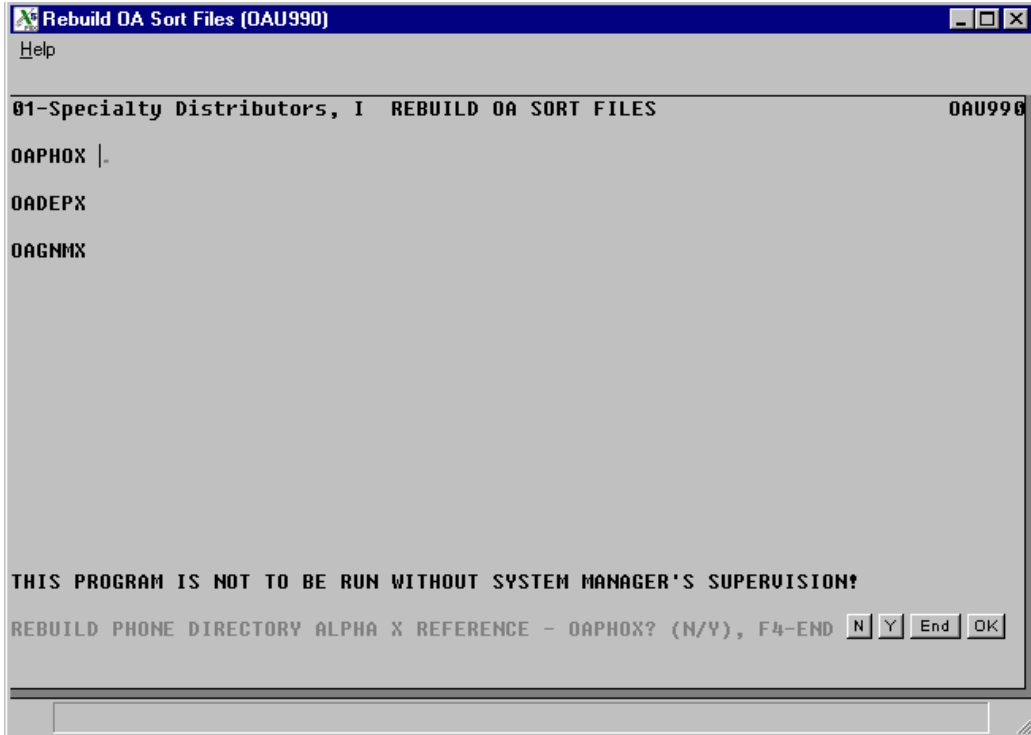 Rebuild OA Sort Files (OAU990)
Help
01-Specialty Distributors, I REBUILD OA SORT FILES OAU990
OAPHOX
OADEPX
OAGNMX
THIS PROGRAM IS NOT TO BE RUN WITHOUT SYSTEM MANAGER'S SUPERVISION!
REBUILD PHONE DIRECTORY ALPHA X REFERENCE - OAPHOX? (N/Y), F4-END N Y End OK